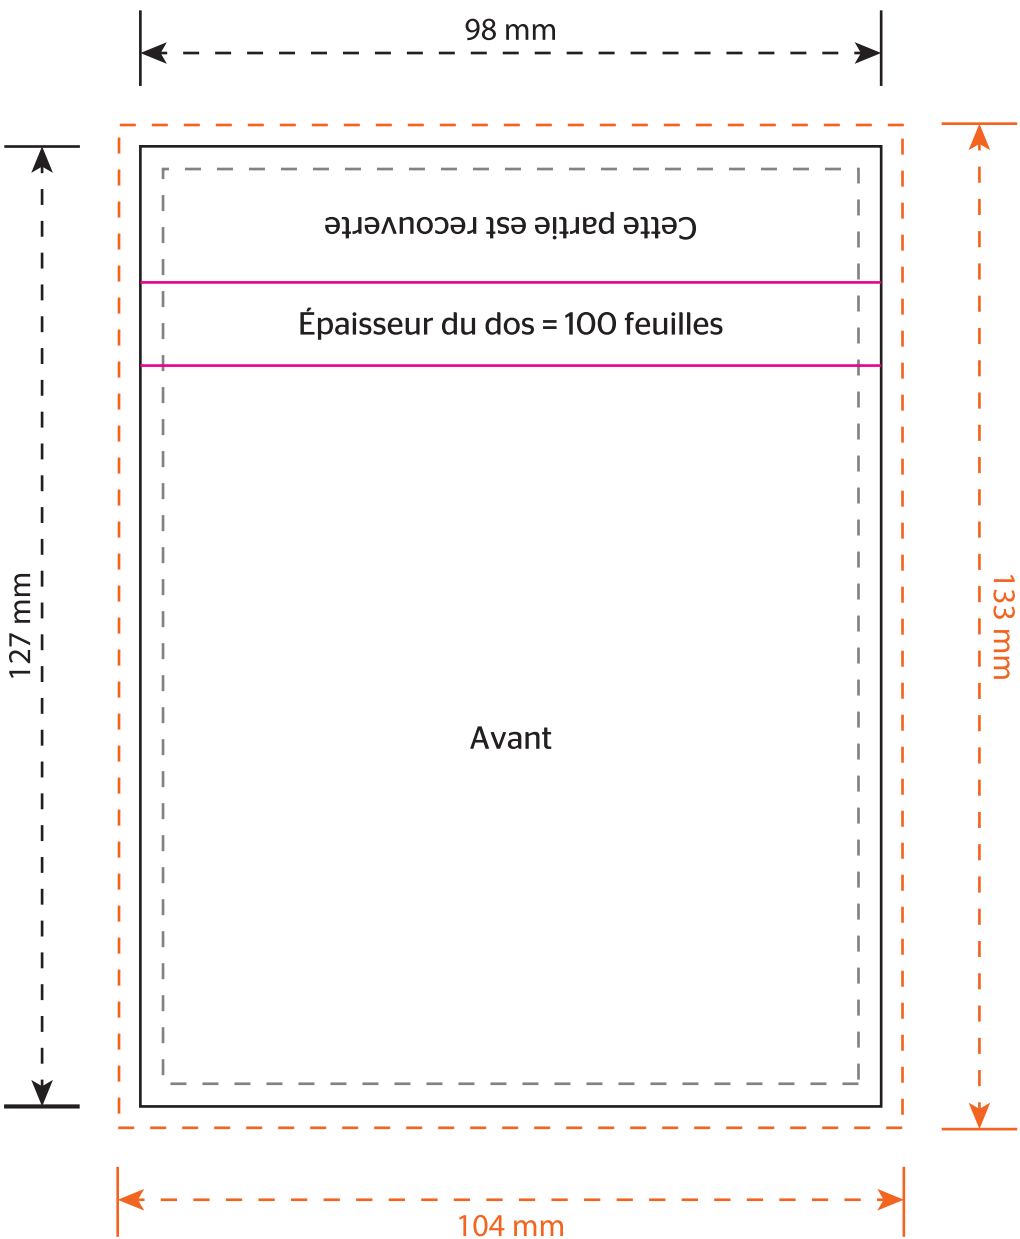 98 mm
Cette partie est recouverte
Épaisseur du dos = 100 feuilles
127 mm
133 mm
Avant
104 mm